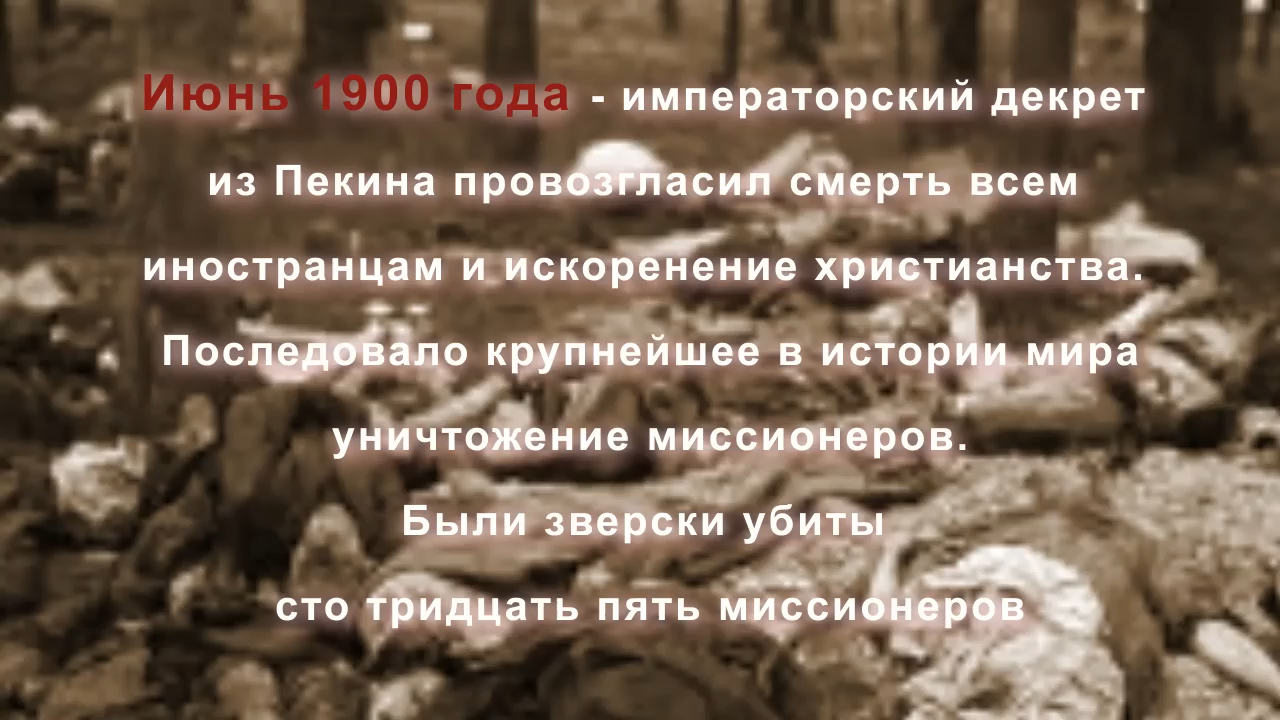 Июнь 1900 года - императорский декрет
из Пекина провозгласил смерть всем
иностранцам и искоренение христианства.
Последовало крупнейшее в истории мира
уничтожение миссионеров.
Были зверски убиты
сто тридцать пять миссионеров